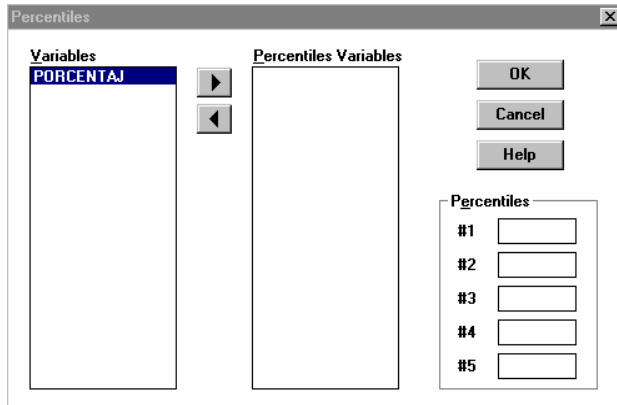 Percentiles
Variables
PORCENTAJ
Percentiles Variables
OK
Cancel
Help
Percentiles
#1
#2
#3
#4
#5